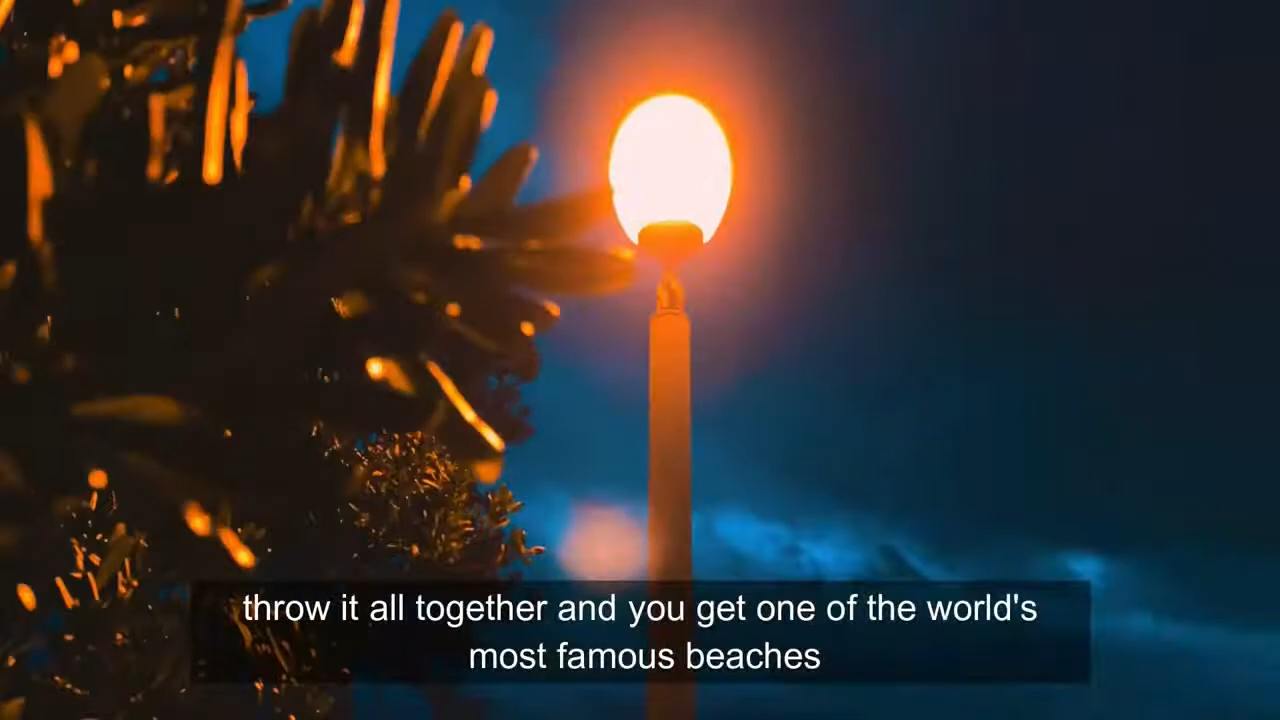 throw it all together and you get one of the world's
most famous beaches